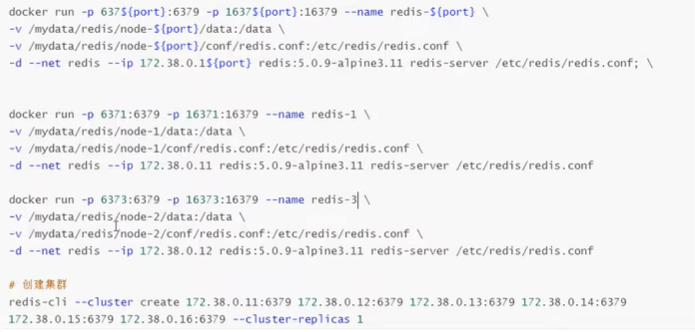 docker run -p 637${port}:6379 -p 1637${port}:16379 --name redis-${port} \
-v /mydata/redis/node-${port}/data:/data \
-v /mydata/redis/node-${port}/conf/redis.conf:/etc/redis/redis.conf \
-d --net redis --ip 172.38.0.1${port} redis:5.0.9-alpine3.11 redis-server /etc/redis/redis.conf; \
docker run -p 6371:6379 -p 16371:16379 --name redis-1 \
-v /mydata/redis/node-1/data:/data \
-v /mydata/redis/node-1/conf/redis.conf:/etc/redis/redis.conf \
-d --net redis --ip 172.38.0.11 redis:5.0.9-alpine3.11 redis-server /etc/redis/redis.conf
docker run -p 6373:6379 -p 16373:16379 --name redis-3 \
-v /mydata/redis/node-2/data:/data \
-v /mydata/redis/node-2/conf/redis.conf:/etc/redis/redis.conf \
-d --net redis --ip 172.38.0.12 redis:5.0.9-alpine3.11 redis-server /etc/redis/redis.conf
# 创建集群
redis-cli --cluster create 172.38.0.11:6379 172.38.0.12:6379 172.38.0.13:6379 172.38.0.14:6379
172.38.0.15:6379 172.38.0.16:6379 --cluster-replicas 1